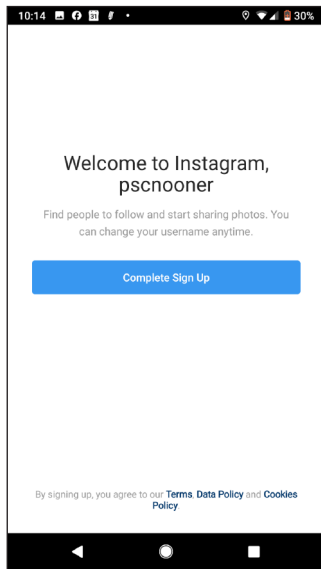 10:14 31 30%
Welcome to Instagram,
pscnooner
Find people to follow and start sharing photos. You
can change your username anytime.
Complete Sign Up
By signing up, you agree to our Terms, Data Policy and Cookies
Policy.